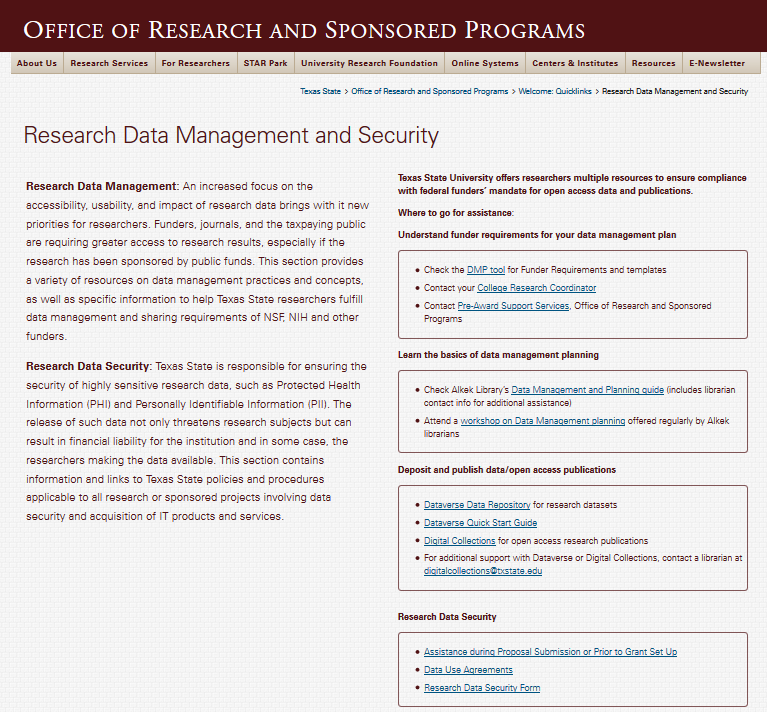 OFFICE OF RESEARCH AND SPONSORED PROGRAMS
About Us Research Services For Researchers STAR Park University Research Foundation Online Systems Centers & Institutes Resources E-Newsletter
Texas State > Office of Research and Sponsored Programs > Welcome: Quicklinks > Research Data Management and Security
Research Data Management and Security
Research Data Management: An increased focus on the
accessibility, usability, and impact of research data brings with it new
priorities for researchers. Funders, journals, and the taxpaying public
are requiring greater access to research results, especially if the
research has been sponsored by public funds. This section provides
a variety of resources on data management practices and concepts,
as well as specific information to help Texas State researchers fulfill
data management and sharing requirements of NSF, NIH and other
funders.
Research Data Security: Texas State is responsible for ensuring the
security of highly sensitive research data, such as Protected Health
Information (PHI) and Personally Identifiable Information (PII). The
release of such data not only threatens research subjects but can
result in financial liability for the institution and in some case, the
researchers making the data available. This section contains
information and links to Texas State policies and procedures
applicable to all research or sponsored projects involving data
security and acquisition of IT products and services.
Texas State University offers researchers multiple resources to ensure compliance
with federal funders' mandate for open access data and publications.
Where to go for assistance:
Understand funder requirements for your data management plan
• Check the DMP tool for Funder Requirements and templates
• Contact your College Research Coordinator
• Contact Pre-Award Support Services, Office of Research and Sponsored
Programs
Learn the basics of data management planning
• Check Alkek Library's Data Management and Planning guide (includes librarian
contact info for additional assistance)
• Attend a workshop on Data Management planning offered regularly by Alkek
librarians
Deposit and publish data/open access publications
• Dataverse Data Repository for research datasets
• Dataverse Quick Start Guide
• Digital Collections for open access research publications
• For additional support with Dataverse or Digital Collections, contact a librarian at
digitalcollections@txstate.edu
Research Data Security
• Assistance during Proposal Submission or Prior to Grant Set Up
• Data Use Agreements
• Research Data Security Form